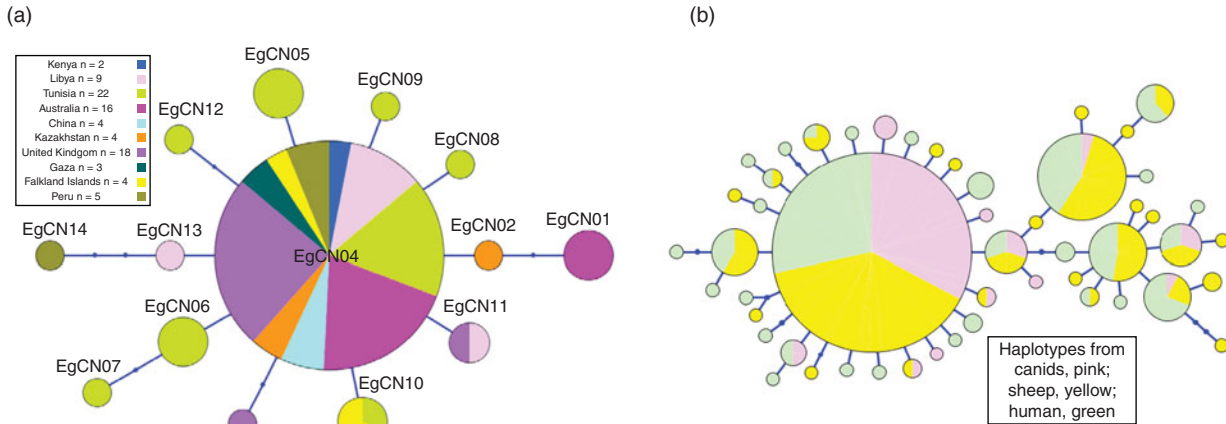 (a)
(b)
Kenya n = 2
Libya n = 9
Tunisia n = 22
Australia n = 16
China n = 4
Kazakhstan n = 4
United Kindgom n = 18
Gaza n = 3
Falkland Islands n = 4
Peru n = 5
EgCN05
EgCN09
EgCN12
EgCN08
EgCN14
EgCN13
EgCN04
EgCN02
EgCN01
EgCN06
EgCN11
EgCN07
EgCN10
Haplotypes from
canids, pink;
sheep, yellow;
human, green